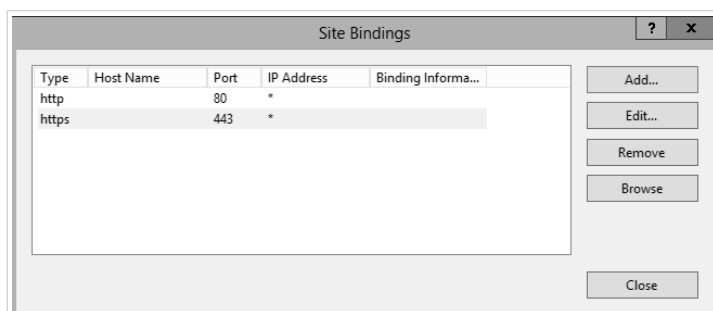 Site Bindings
? x
Type Host Name Port IP Address Binding Informa...
http 80 *
https 443 *
Add...
Edit...
Remove
Browse
Close